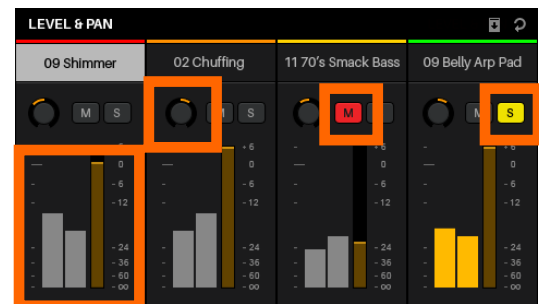 LEVEL & PAN
09 Shimmer 02 Chuffing 11 70's Smack Bass 09 Belly Arp Pad
M S S M M S
+6 +6 +6
0 0 0 0
- 6 - 6 - 6 - 6
- 12 - 12 - 12 - 12
- 24 - 24 - 24 - 24
- 36 - 36 - 36 - 36
- 60 - 60 - 60 - 60
- ∞ - ∞ - ∞ - ∞